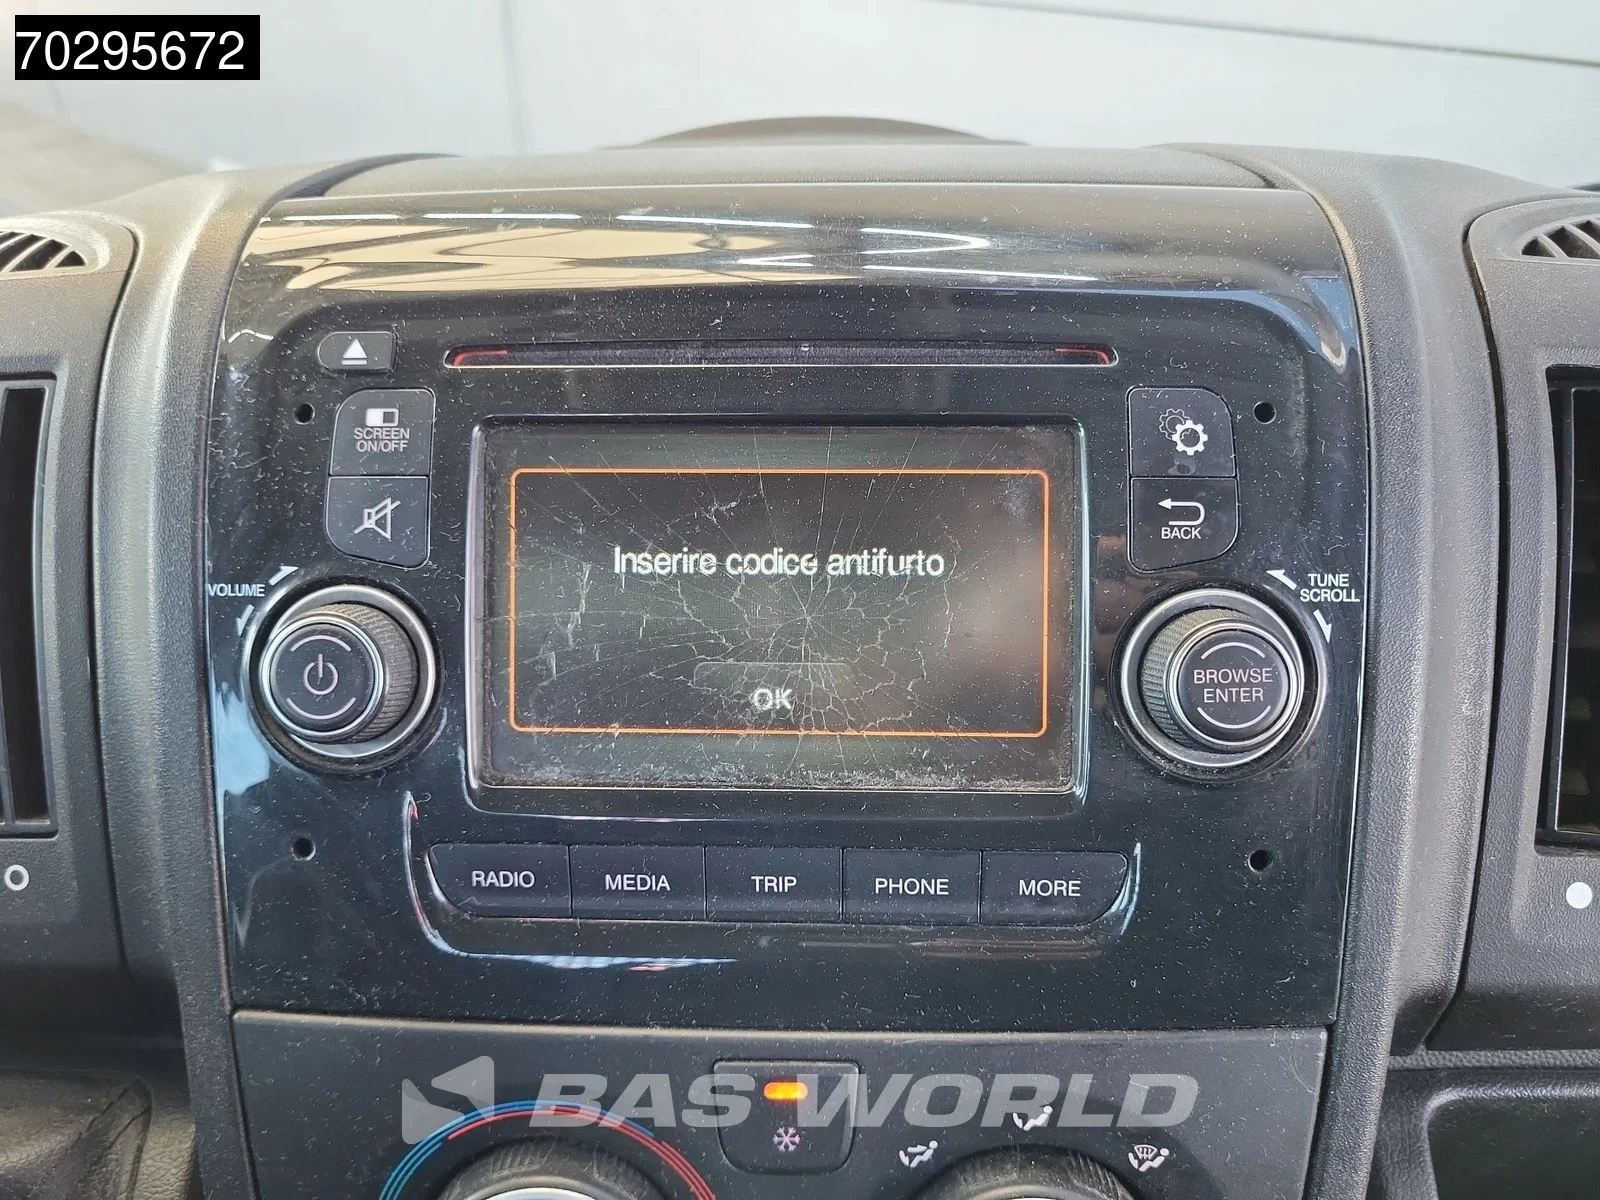 70295672
SCREEN
ON/OFF
BACK
VOLUME
TUNE
SCROLL
Inserire codice antifurto
OK
BROWSE
ENTER
RADIO
MEDIA
TRIP
PHONE
MORE
BAS WORLD